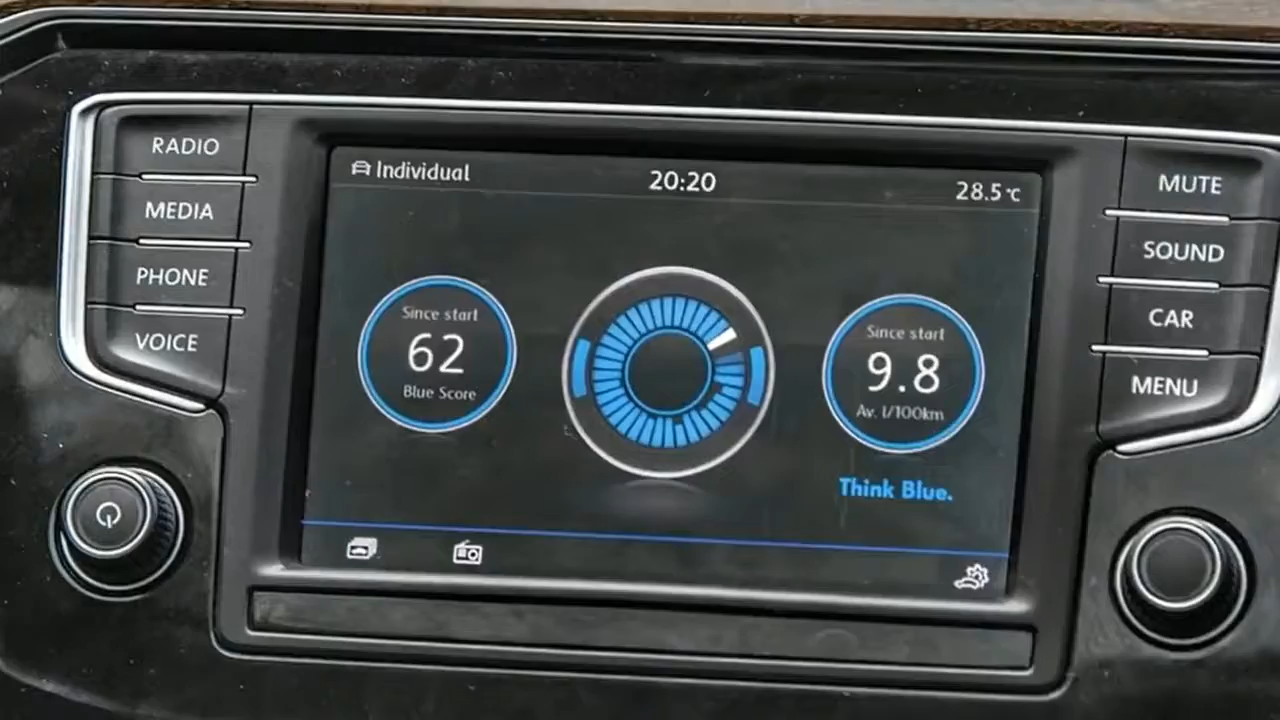 RADIO
MEDIA
PHONE
VOICE
Individual
20:20
28.5 °C
Since start
62
Blue Score
Since start
9.8
Av. l/100km
Think Blue.
MUTE
SOUND
CAR
MENU